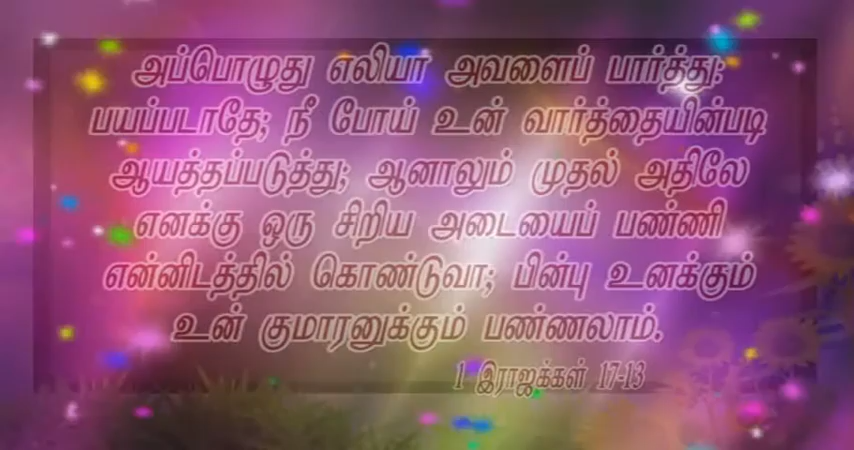 அப்பொழுது எலியா அவளைப் பார்த்து:
பயப்படாதே; நீ போய் உன் வார்த்தையின்படி
ஆயத்தப்படுத்து; ஆனாலும் முதல் அதிலே
எனக்கு ஒரு சிறிய அடையைப் பண்ணி
என்னிடத்தில் கொண்டுவா; பின்பு உனக்கும்
உன் குமாரனுக்கும் பண்ணலாம்.
1 இராஜக்கள் 17-13